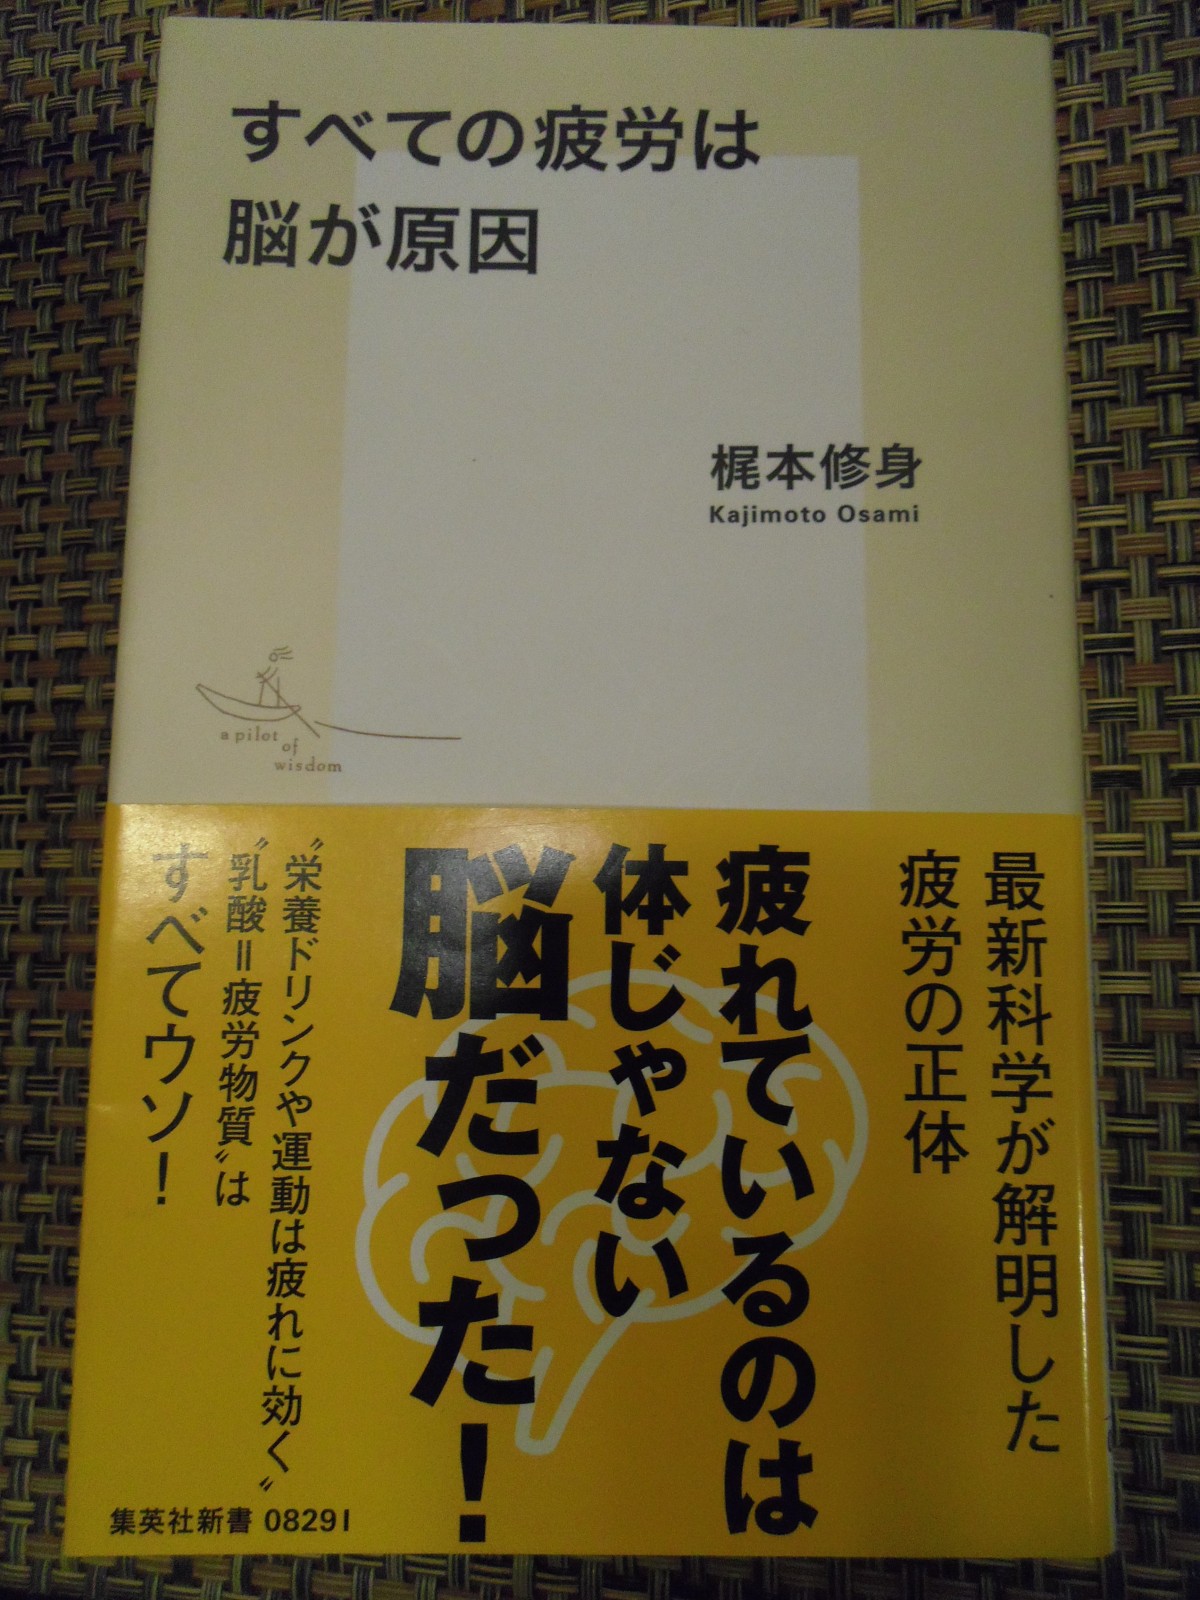 すべての疲労は
脳が原因
梶本修身
Kajimoto Osami
a pilot
of
wisdom
最新科学が解明した
疲労の正体
疲れているのは
体じゃない
脳だった！
〝栄養ドリンクや運動は疲れに効く〟
〝乳酸＝疲労物質〟は
すべてウソ！
集英社新書 0829I